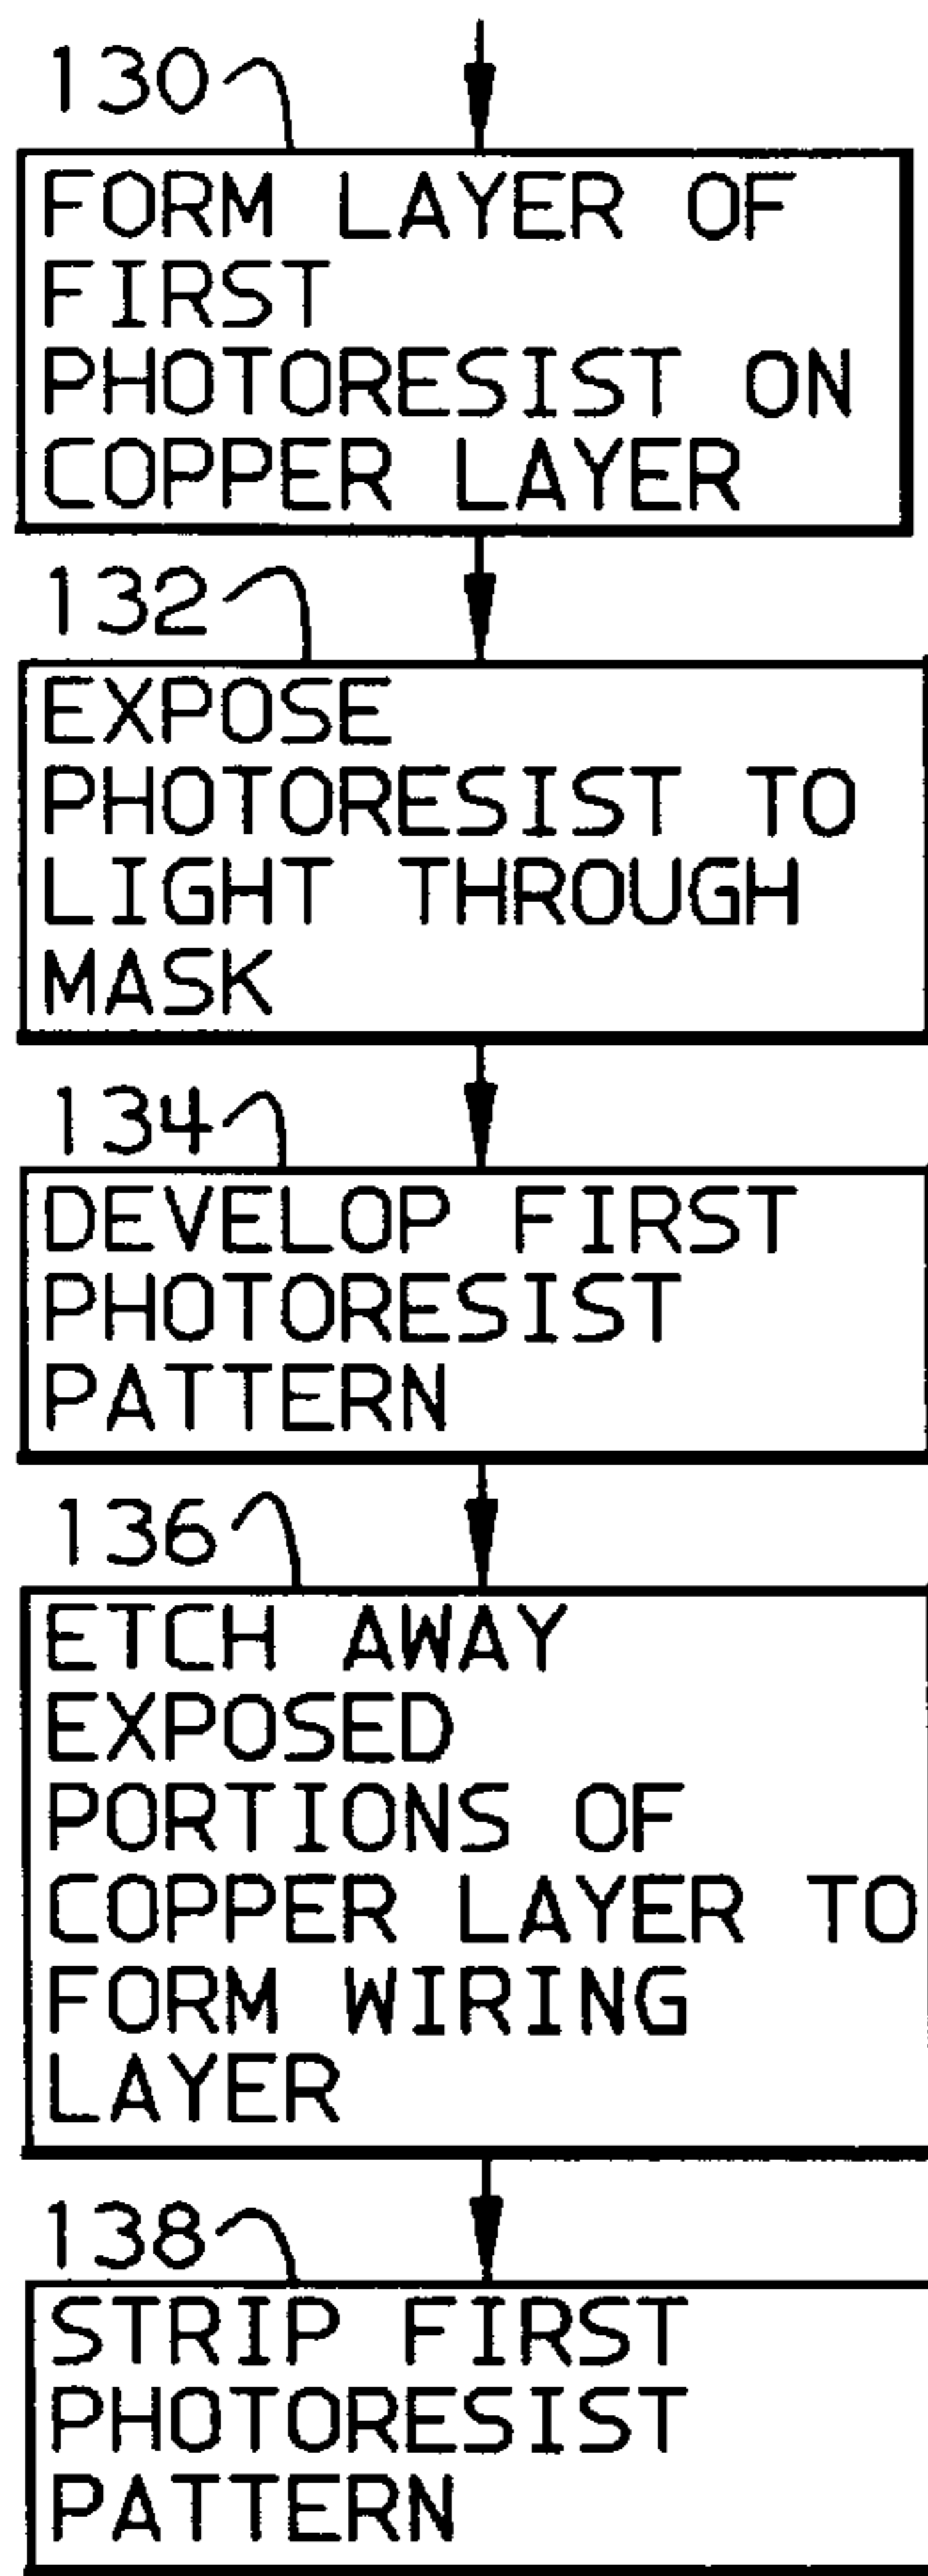 130
FORM LAYER OF
FIRST
PHOTORESIST ON
COPPER LAYER
132
EXPOSE
PHOTORESIST TO
LIGHT THROUGH
MASK
134
DEVELOP FIRST
PHOTORESIST
PATTERN
136
ETCH AWAY
EXPOSED
PORTIONS OF
COPPER LAYER TO
FORM WIRING
LAYER
138
STRIP FIRST
PHOTORESIST
PATTERN